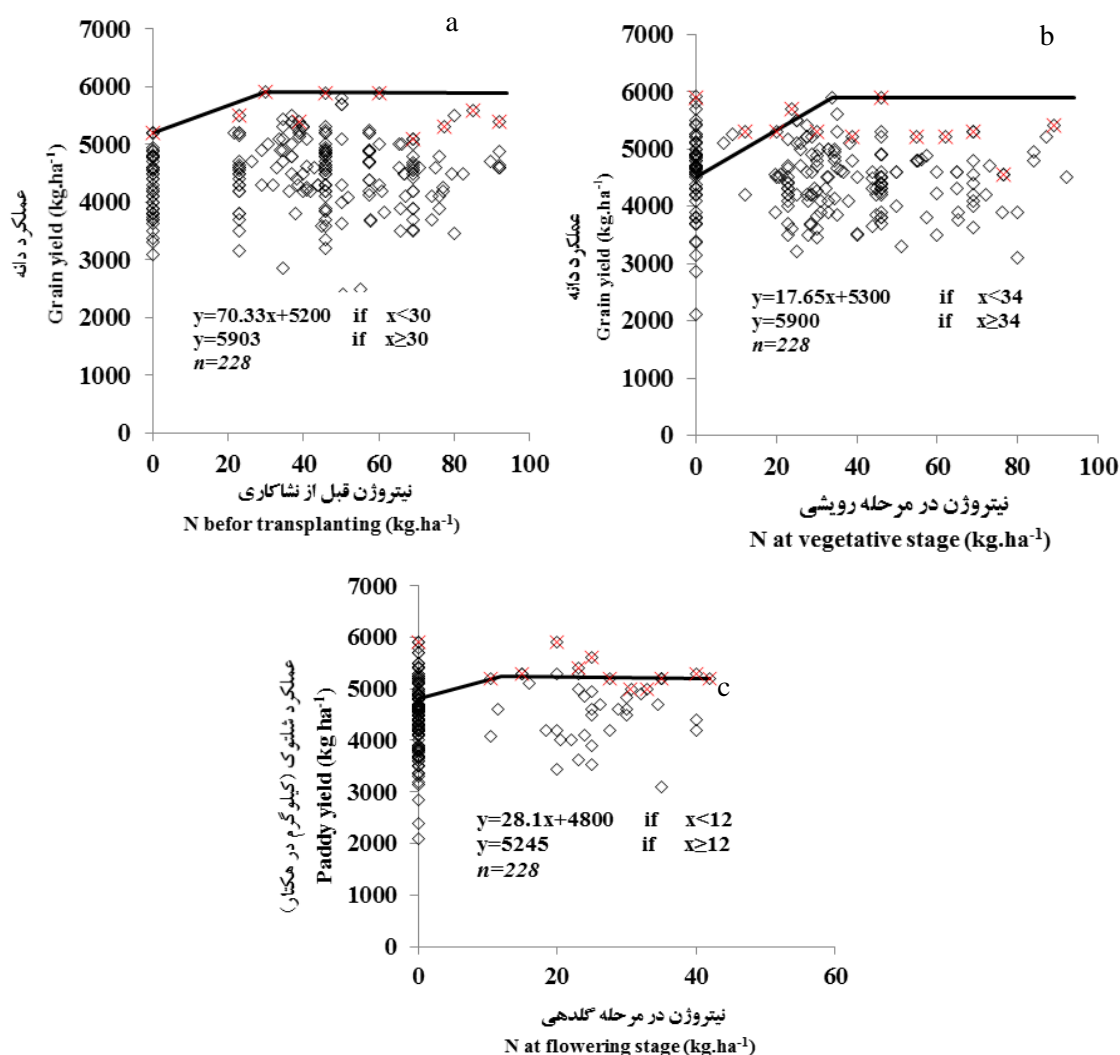 a
7000
6000
5000
4000
3000
2000
1000
0
عملکرد دانه
Grain yield (kg.ha-1)
y=70.33x+5200 if x<30
y=5903 if x≥30
n=228
0 20 40 60 80 100
نیتروژن قبل از نشاکاری
N befor transplanting (kg.ha-1)
b
7000
6000
5000
4000
3000
2000
1000
0
عملکرد دانه
Grain yield (kg.ha-1)
y=17.65x+5300 if x<34
y=5900 if x≥34
n=228
0 20 40 60 80 100
نیتروژن در مرحله رویشی
N at vegetative stage (kg.ha-1)
7000
6000
5000
4000
3000
2000
1000
0
عملکرد شلتوک (کیلوگرم در هکتار)
Paddy yield (kg ha-1)
c
y=28.1x+4800 if x<12
y=5245 if x≥12
n=228
0 20 40 60
نیتروژن در مرحله گلدهی
N at flowering stage (kg.ha-1)